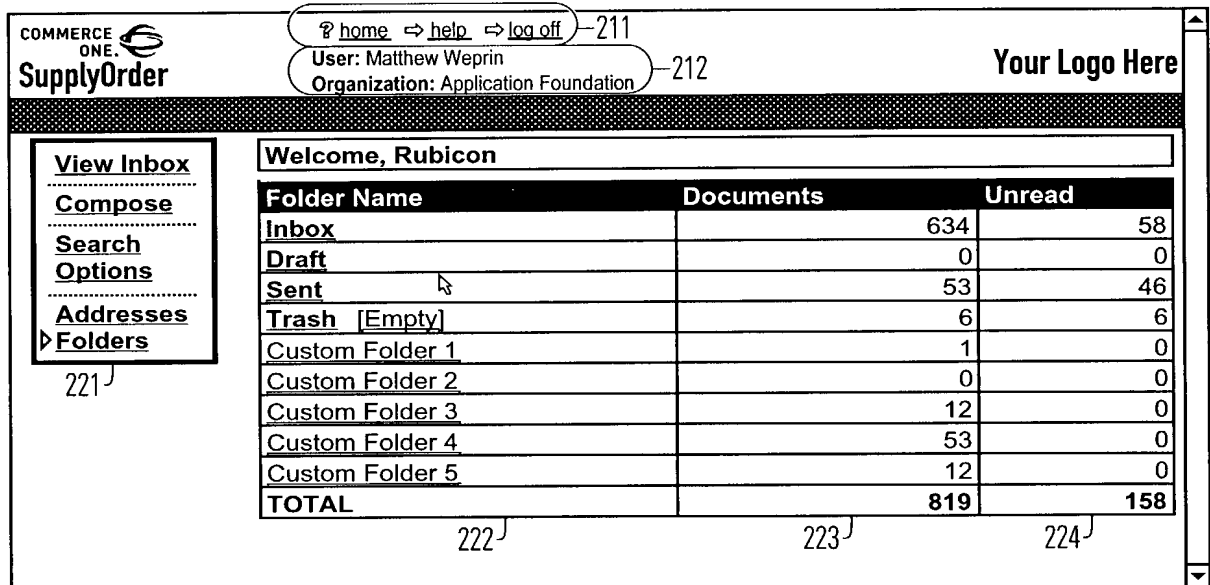 COMMERCE ONE.
SupplyOrder
? home ⇨ help ⇨ log off
211
User: Matthew Weprin
Organization: Application Foundation
212
Your Logo Here
View Inbox
Compose
Search
Options
Addresses
Folders
221
Welcome, Rubicon
Folder Name Documents Unread
Inbox 634 58
Draft 0 0
Sent 53 46
Trash [Empty] 6 6
Custom Folder 1 1 0
Custom Folder 2 0 0
Custom Folder 3 12 0
Custom Folder 4 53 0
Custom Folder 5 12 0
TOTAL 819 158
222 223 224